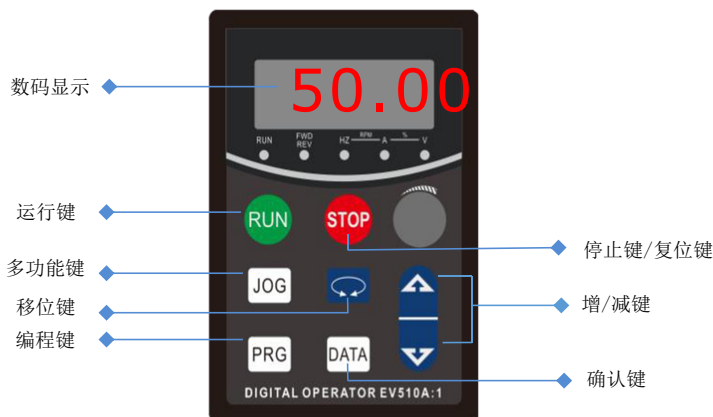 50.00
数码显示
RUN
FWD
REV
HZ
RPM
A
%
V
运行键
RUN
STOP
停止键/复位键
多功能键
JOG
移位键
增/减键
编程键
PRG
DATA
确认键
DIGITAL OPERATOR EV510A:1